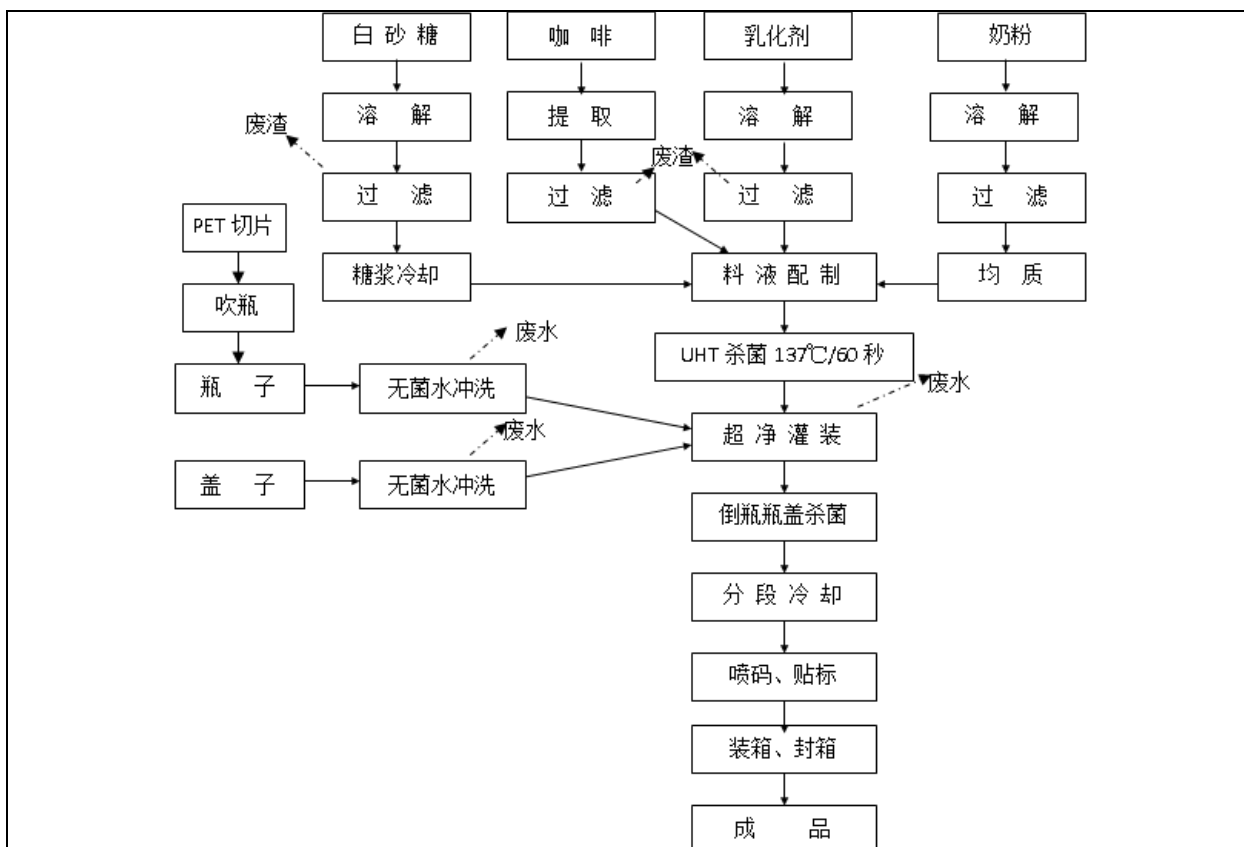 白砂糖 咖啡 乳化剂 奶粉
溶解 提取 溶解 溶解
废渣
废渣
过滤 过滤 过滤 过滤
PET 切片
糖浆冷却 料液配制 均质
吹瓶
废水
UHT 杀菌 137℃/60 秒
瓶子 无菌水冲洗
废水
超净灌装
废水
盖子 无菌水冲洗
倒瓶瓶盖杀菌
分段冷却
喷码、贴标
装箱、封箱
成品